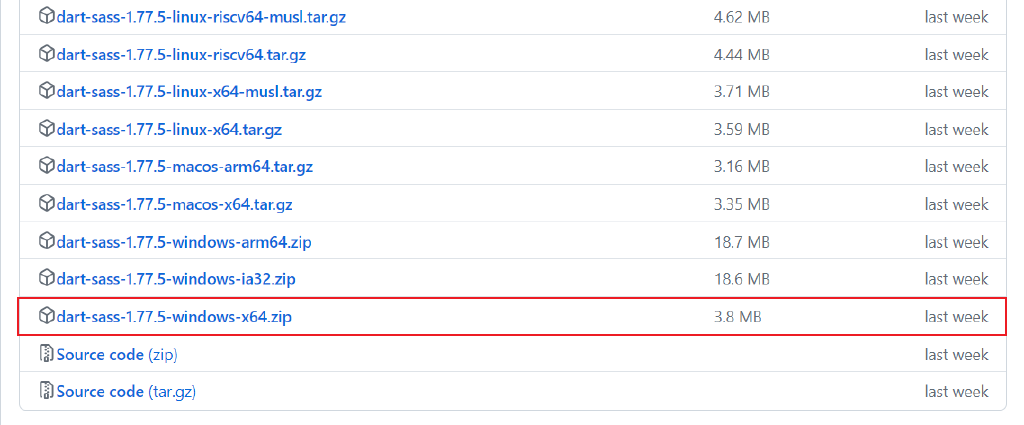 dart-sass-1.77.5-linux-riscv64-musl.tar.gz 4.62 MB last week
dart-sass-1.77.5-linux-riscv64.tar.gz 4.44 MB last week
dart-sass-1.77.5-linux-x64-musl.tar.gz 3.71 MB last week
dart-sass-1.77.5-linux-x64.tar.gz 3.59 MB last week
dart-sass-1.77.5-macos-arm64.tar.gz 3.16 MB last week
dart-sass-1.77.5-macos-x64.tar.gz 3.35 MB last week
dart-sass-1.77.5-windows-arm64.zip 18.7 MB last week
dart-sass-1.77.5-windows-ia32.zip 18.6 MB last week
dart-sass-1.77.5-windows-x64.zip 3.8 MB last week
Source code (zip) last week
Source code (tar.gz) last week